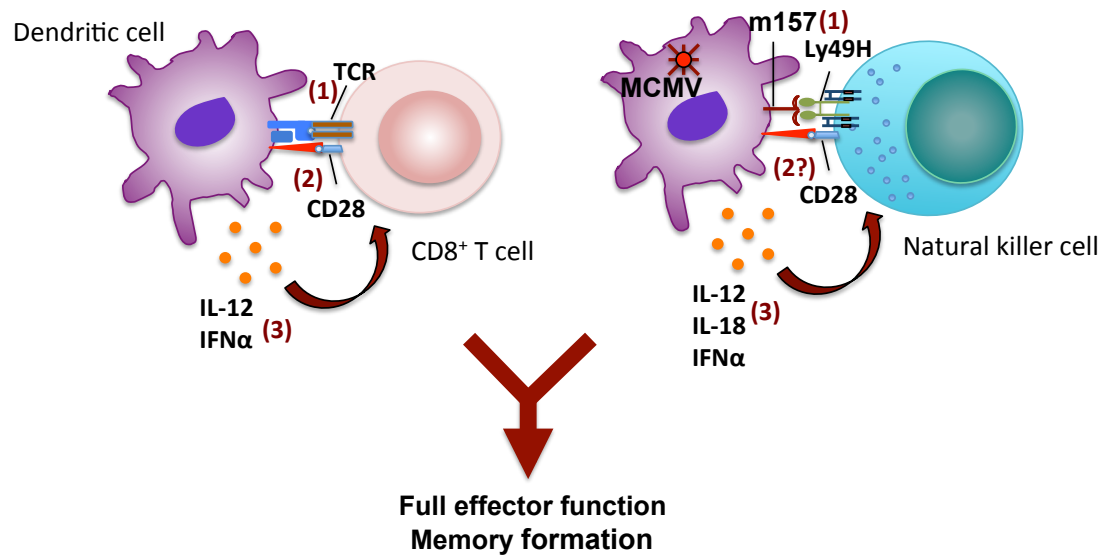 Dendritic cell
(1)
TCR
(2)
CD28
CD8⁺ T cell
IL-12
IFNα
(3)
m157(1)
Ly49H
MCMV
(2?)
CD28
Natural killer cell
IL-12
IL-18
(3)
IFNα
Full effector function
Memory formation